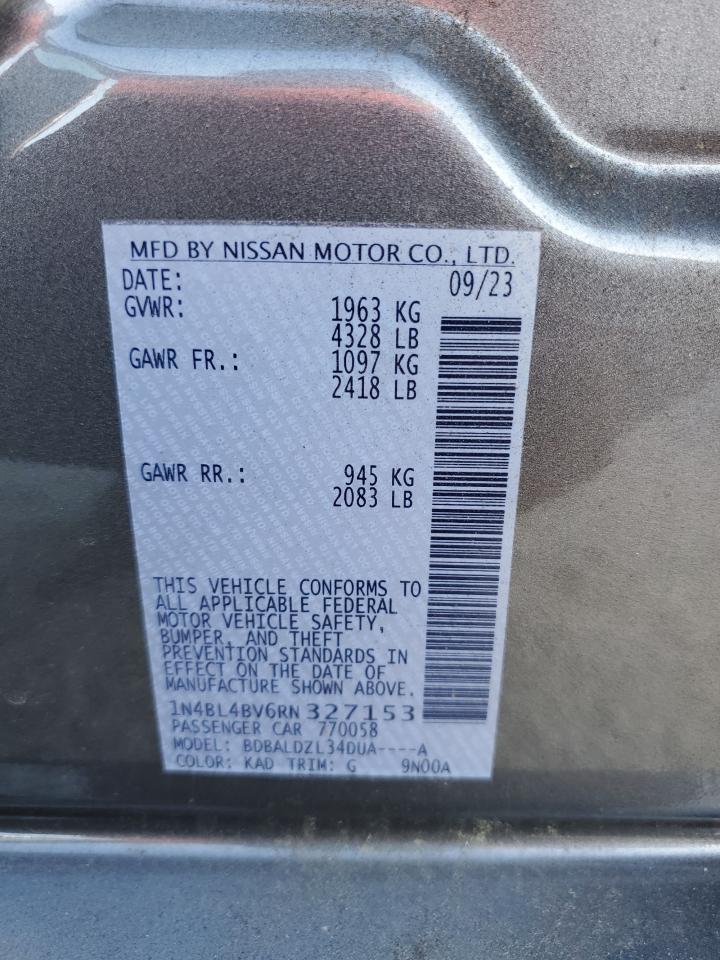 MFD BY NISSAN MOTOR CO., LTD.
DATE: 09/23
GVWR: 1963 KG
4328 LB
GAWR FR.: 1097 KG
2418 LB
GAWR RR.: 945 KG
2083 LB
THIS VEHICLE CONFORMS TO
ALL APPLICABLE FEDERAL
MOTOR VEHICLE SAFETY,
BUMPER, AND THEFT
PREVENTION STANDARDS IN
EFFECT ON THE DATE OF
MANUFACTURE SHOWN ABOVE.
1N4BL4BV6RN327153
PASSENGER CAR 770058
MODEL: BDBALDZL34DUA----A
COLOR: KAD TRIM: G 9N00A